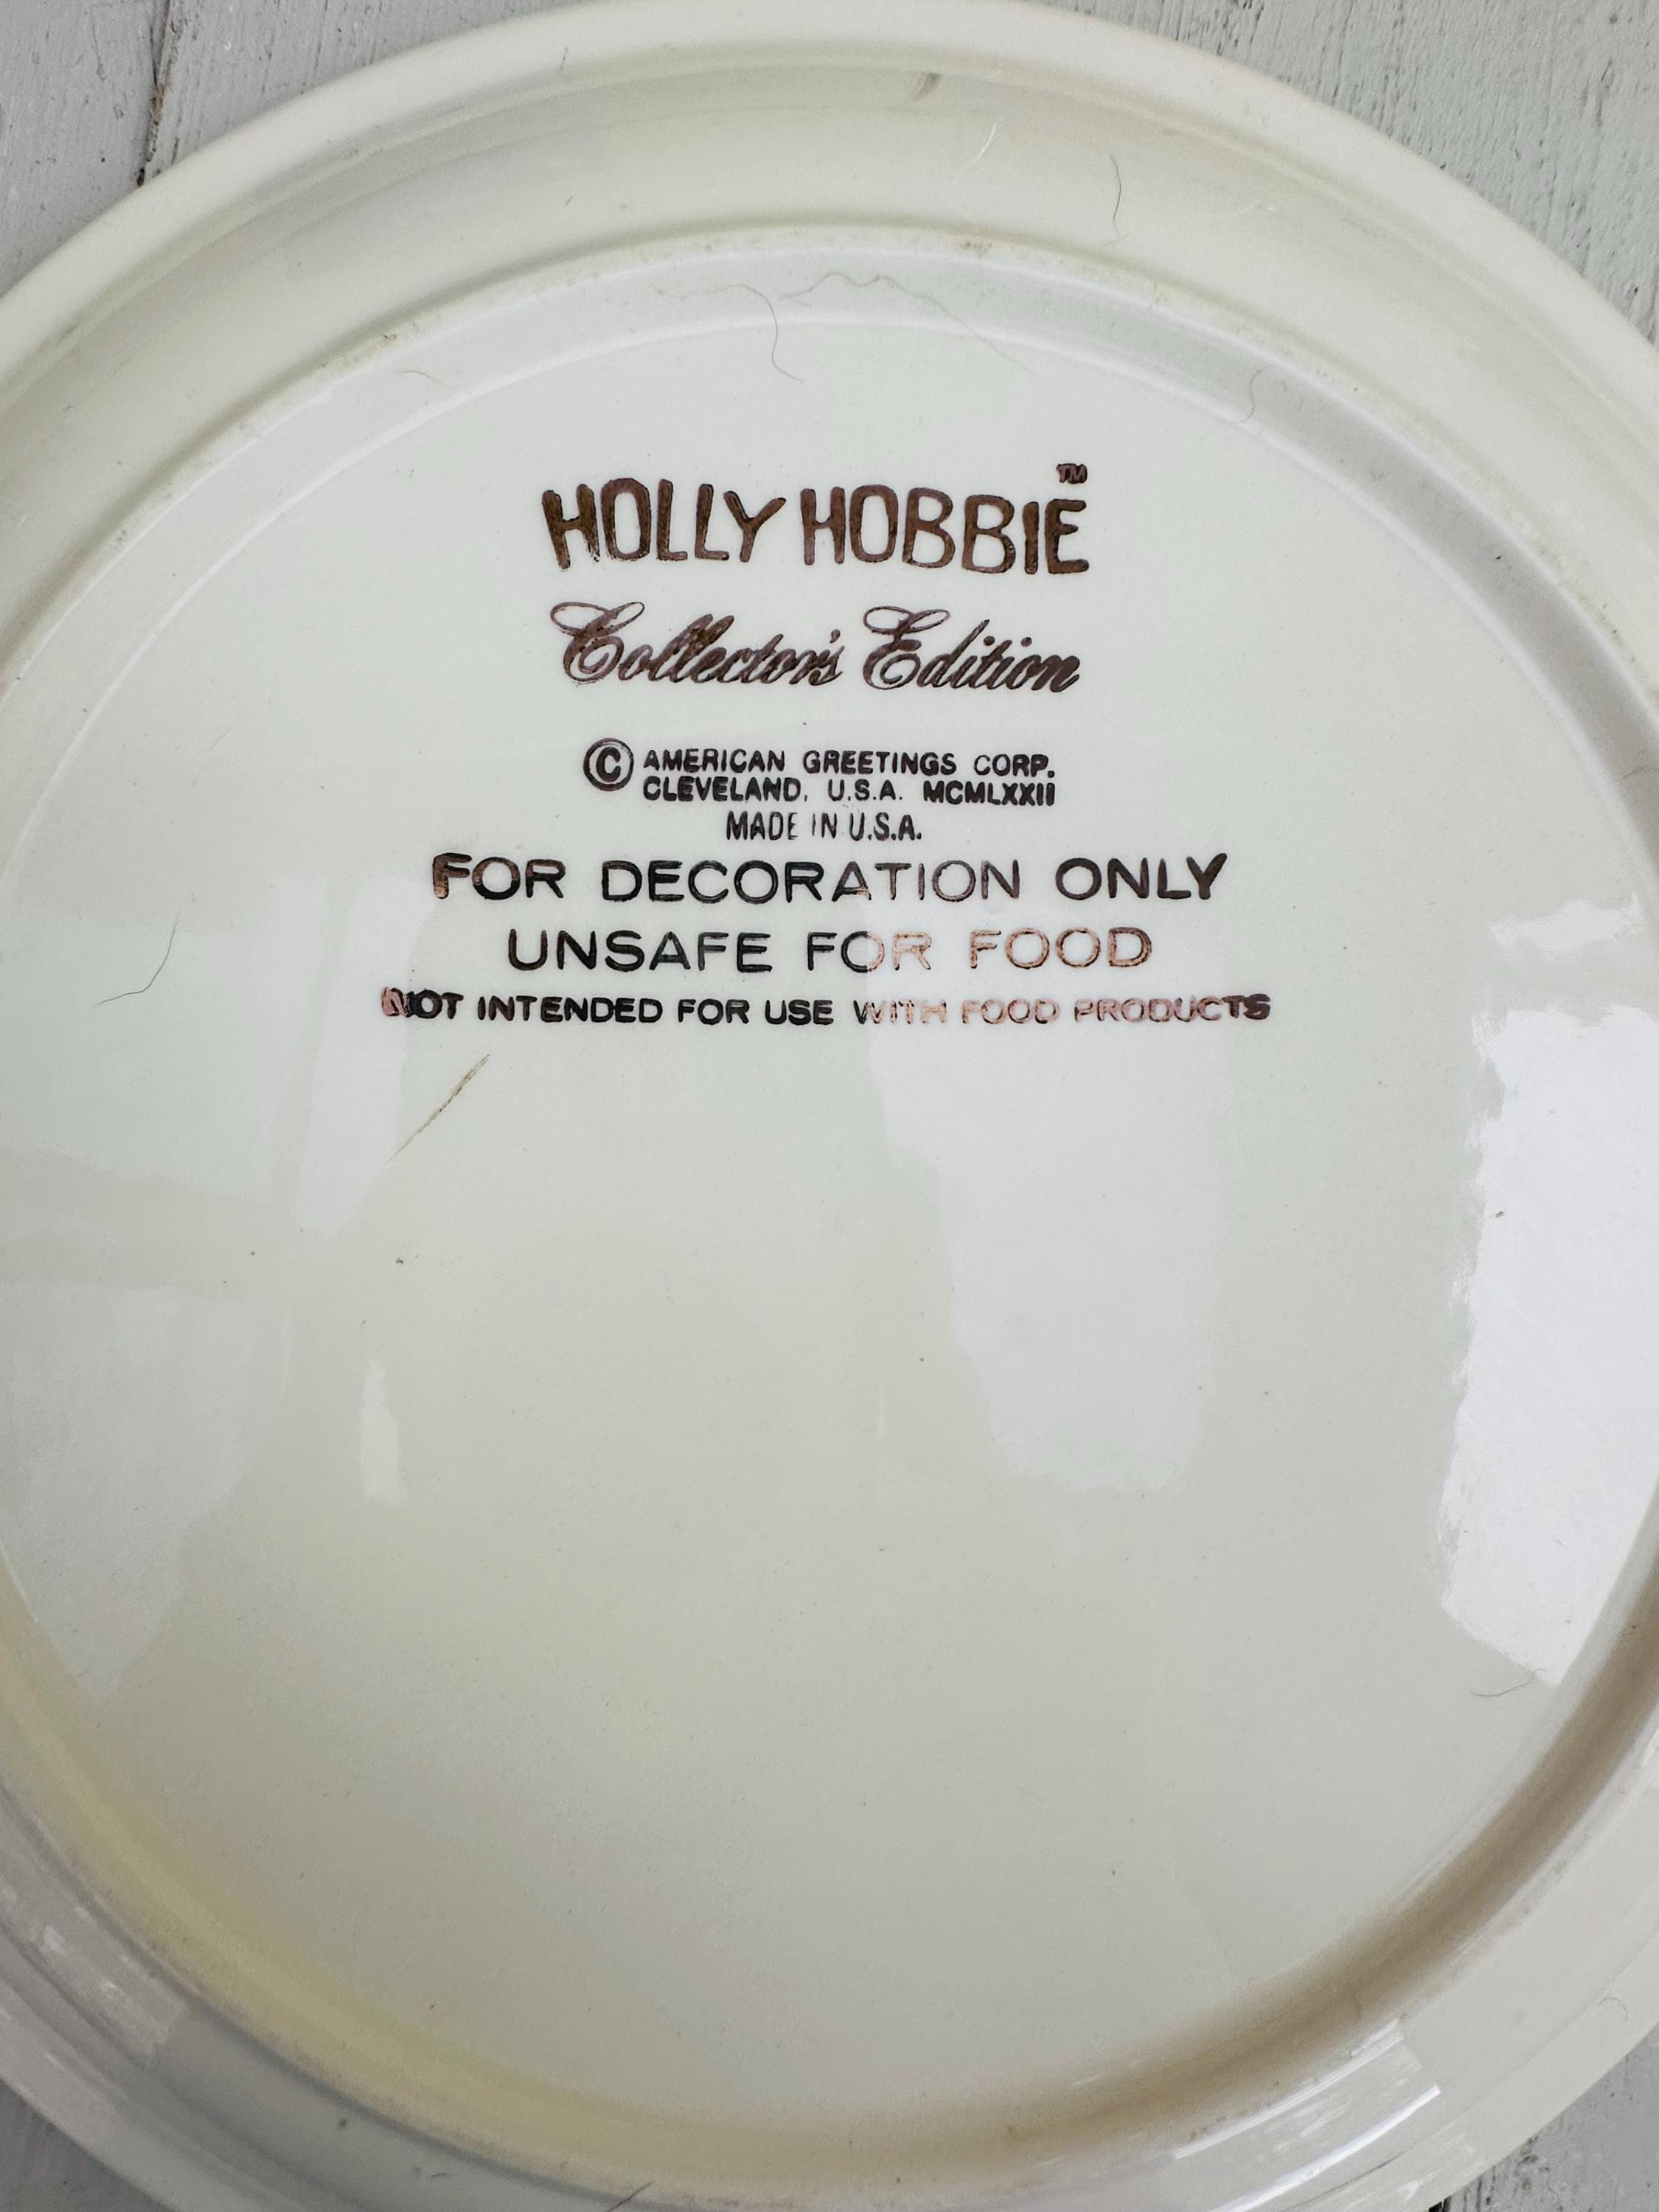 HOLLY HOBBIE™
Collector's Edition
© AMERICAN GREETINGS CORP.
CLEVELAND, U.S.A. MCMLXXII
MADE IN U.S.A.
FOR DECORATION ONLY
UNSAFE FOR FOOD
NOT INTENDED FOR USE WITH FOOD PRODUCTS